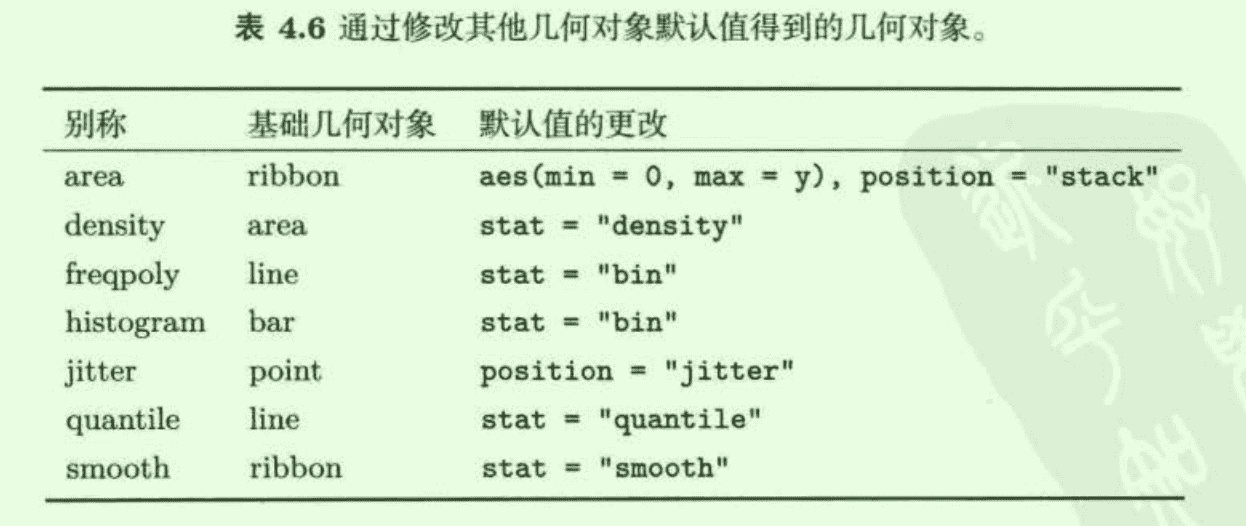 表 4.6 通过修改其他几何对象默认值得到的几何对象。
别称 基础几何对象 默认值的更改
area ribbon aes(min = 0, max = y), position = "stack"
density area stat = "density"
freqpoly line stat = "bin"
histogram bar stat = "bin"
jitter point position = "jitter"
quantile line stat = "quantile"
smooth ribbon stat = "smooth"